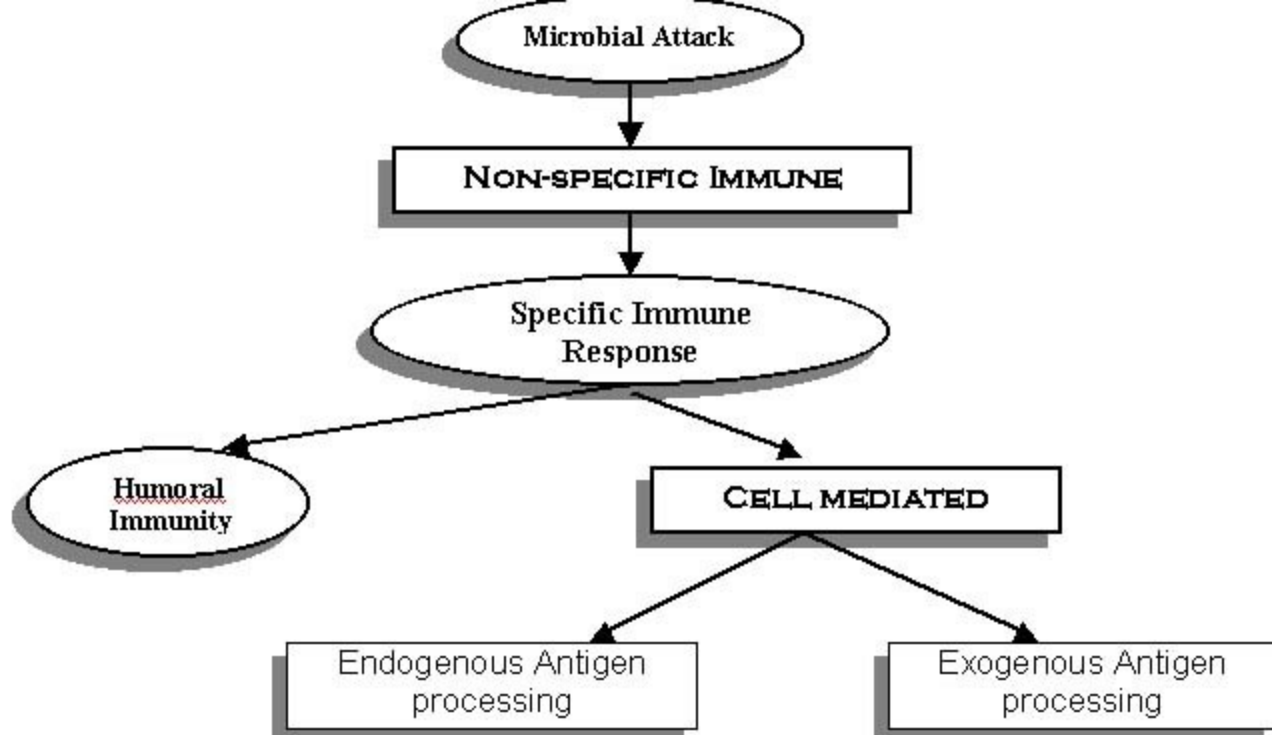 Microbial Attack
NON-SPECIFIC IMMUNE
Specific Immune
Response
Humoral
Immunity
CELL MEDIATED
Endogenous Antigen
processing
Exogenous Antigen
processing